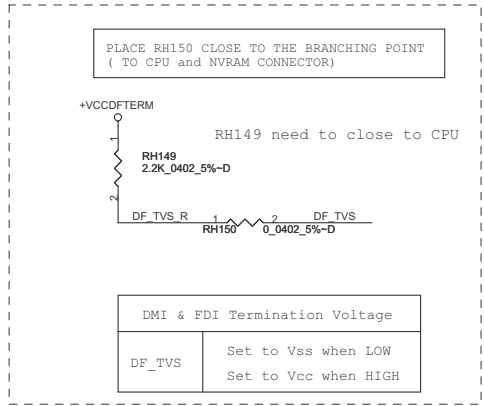 PLACE RH150 CLOSE TO THE BRANCHING POINT
( TO CPU and NVRAM CONNECTOR)
+VCCDFTERM
RH149 need to close to CPU
1
RH149
2.2K_0402_5%~D
2
DF_TVS_R 1 2 DF_TVS
RH150 0_0402_5%~D
DMI & FDI Termination Voltage
DF_TVS
Set to Vss when LOW
Set to Vcc when HIGH